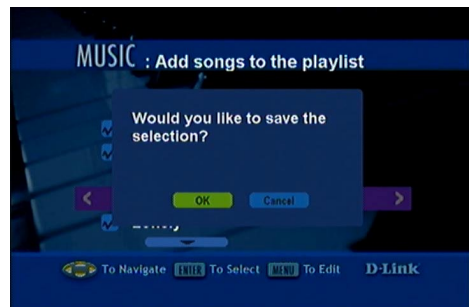 MUSIC : Add songs to the playlist
Would you like to save the
selection?
OK Cancel
To Navigate ENTER To Select MENU To Edit D-Link